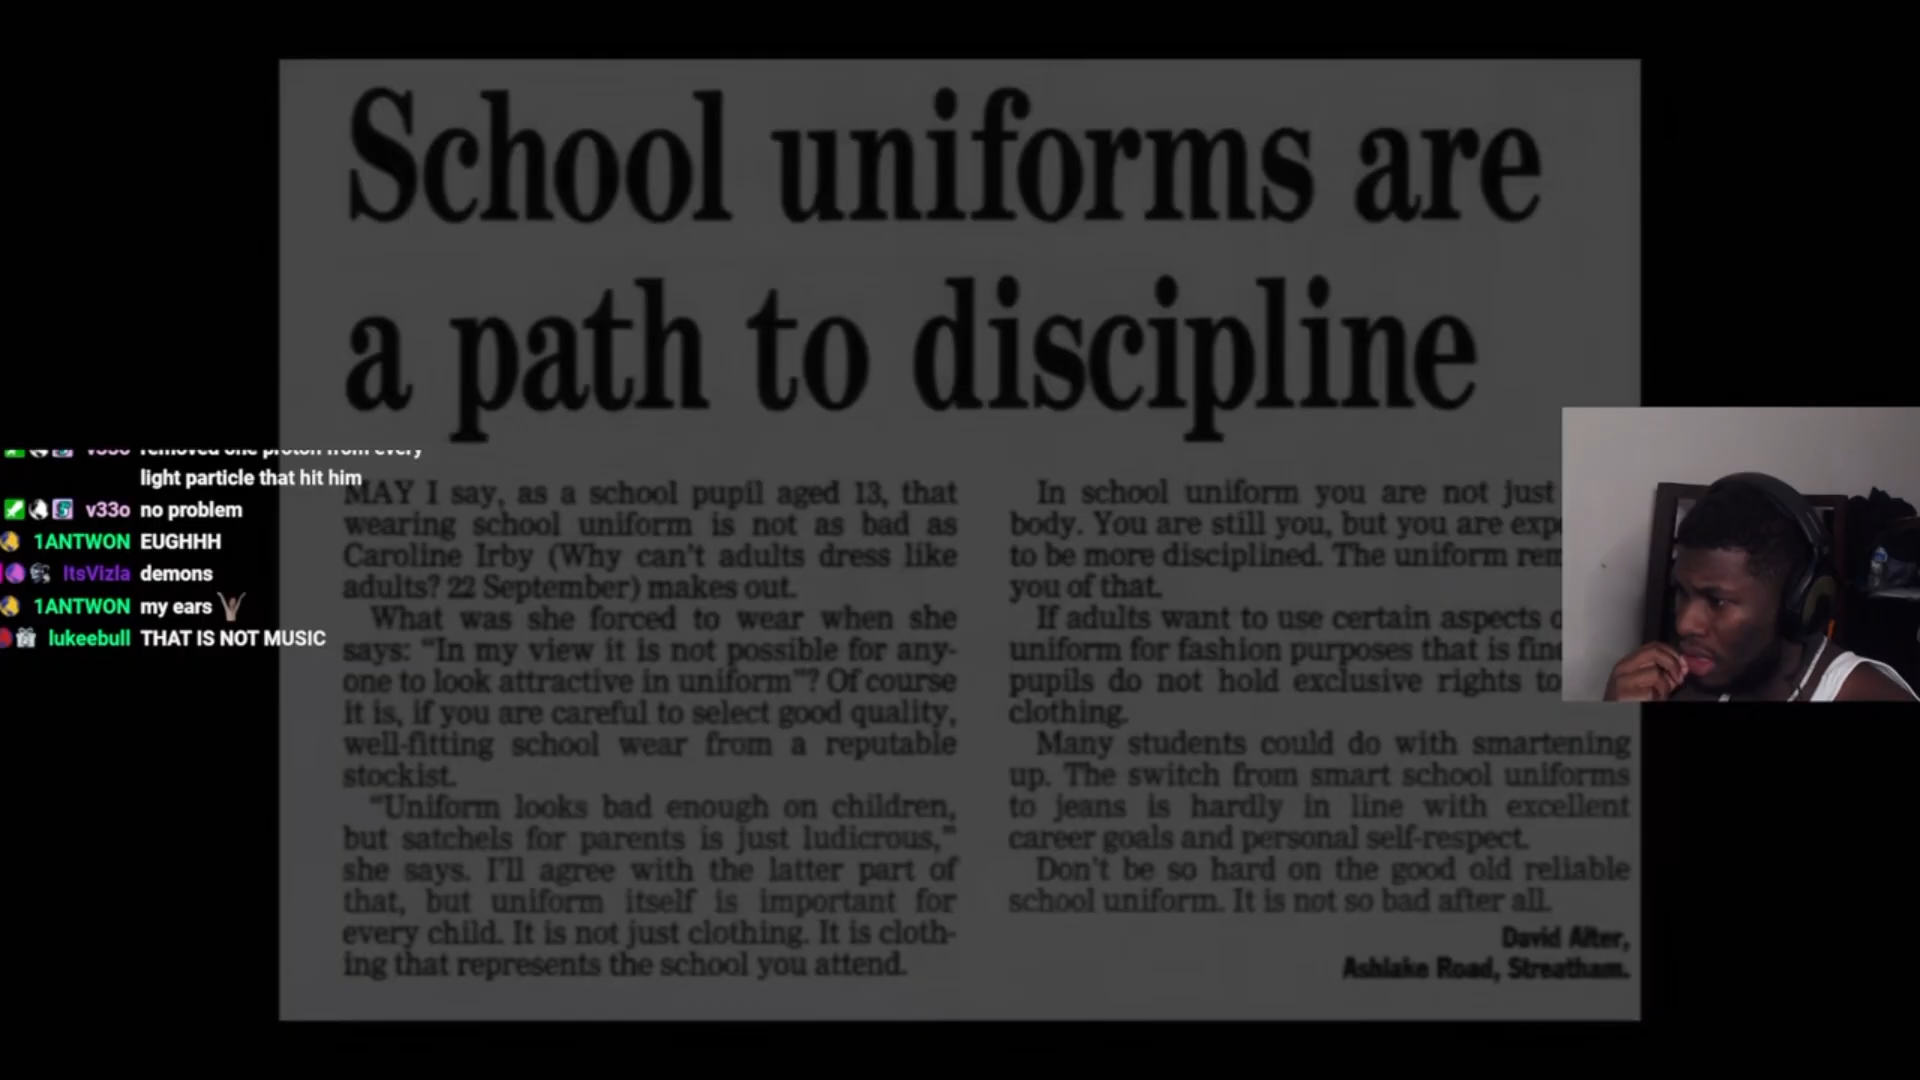 School uniforms are
a path to discipline
MAY I say, as a school pupil aged 13, that
wearing school uniform is not as bad as
Caroline Irby (Why can't adults dress like
adults? 22 September) makes out.
What was she forced to wear when she
says: “In my view it is not possible for any-
one to look attractive in uniform”? Of course
it is, if you are careful to select good quality,
well-fitting school wear from a reputable
stockist.
“Uniform looks bad enough on children,
but satchels for parents is just ludicrous,”
she says. I'll agree with the latter part of
that, but uniform itself is important for
every child. It is not just clothing. It is cloth-
ing that represents the school you attend.
In school uniform you are not just
body. You are still you, but you are
to be more disciplined. The uniform
you of that.
If adults want to use certain aspects
uniform for fashion purposes that is
pupils do not hold exclusive rights to
clothing.
Many students could do with smartening
up. The switch from smart school uniforms
to jeans is hardly in line with excellent
career goals and personal self-respect.
Don't be so hard on the good old reliable
school uniform. It is not so bad after all.
David Alter,
Ashlake Road, Streatham.
v33o removed one proton from every
light particle that hit him
v33o no problem
1ANTWON EUGHHH
ItsVizla demons
1ANTWON my ears
lukeebull THAT IS NOT MUSIC